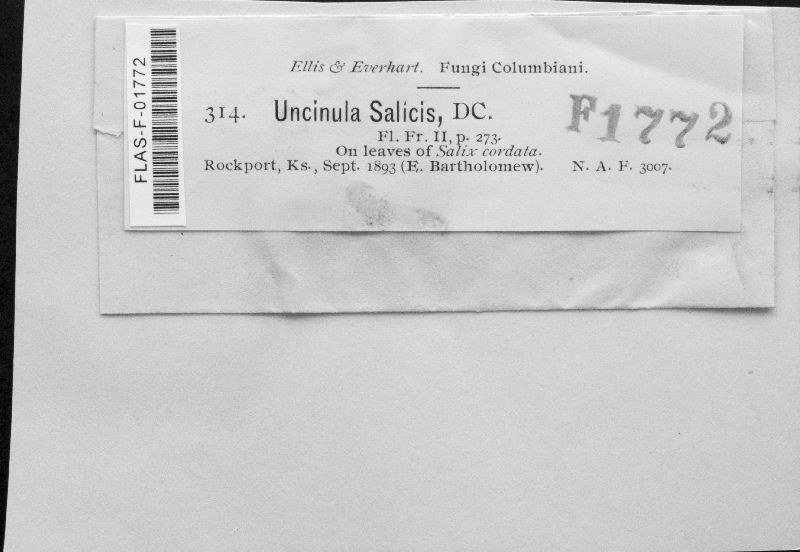 FLAS-F-01772
Ellis & Everhart. Fungi Columbiani.
314. Uncinula Salicis, DC.
F1772
Fl. Fr. II, p. 273.
On leaves of Salix cordata.
Rockport, Ks., Sept. 1893 (E. Bartholomew). N. A. F. 3007.